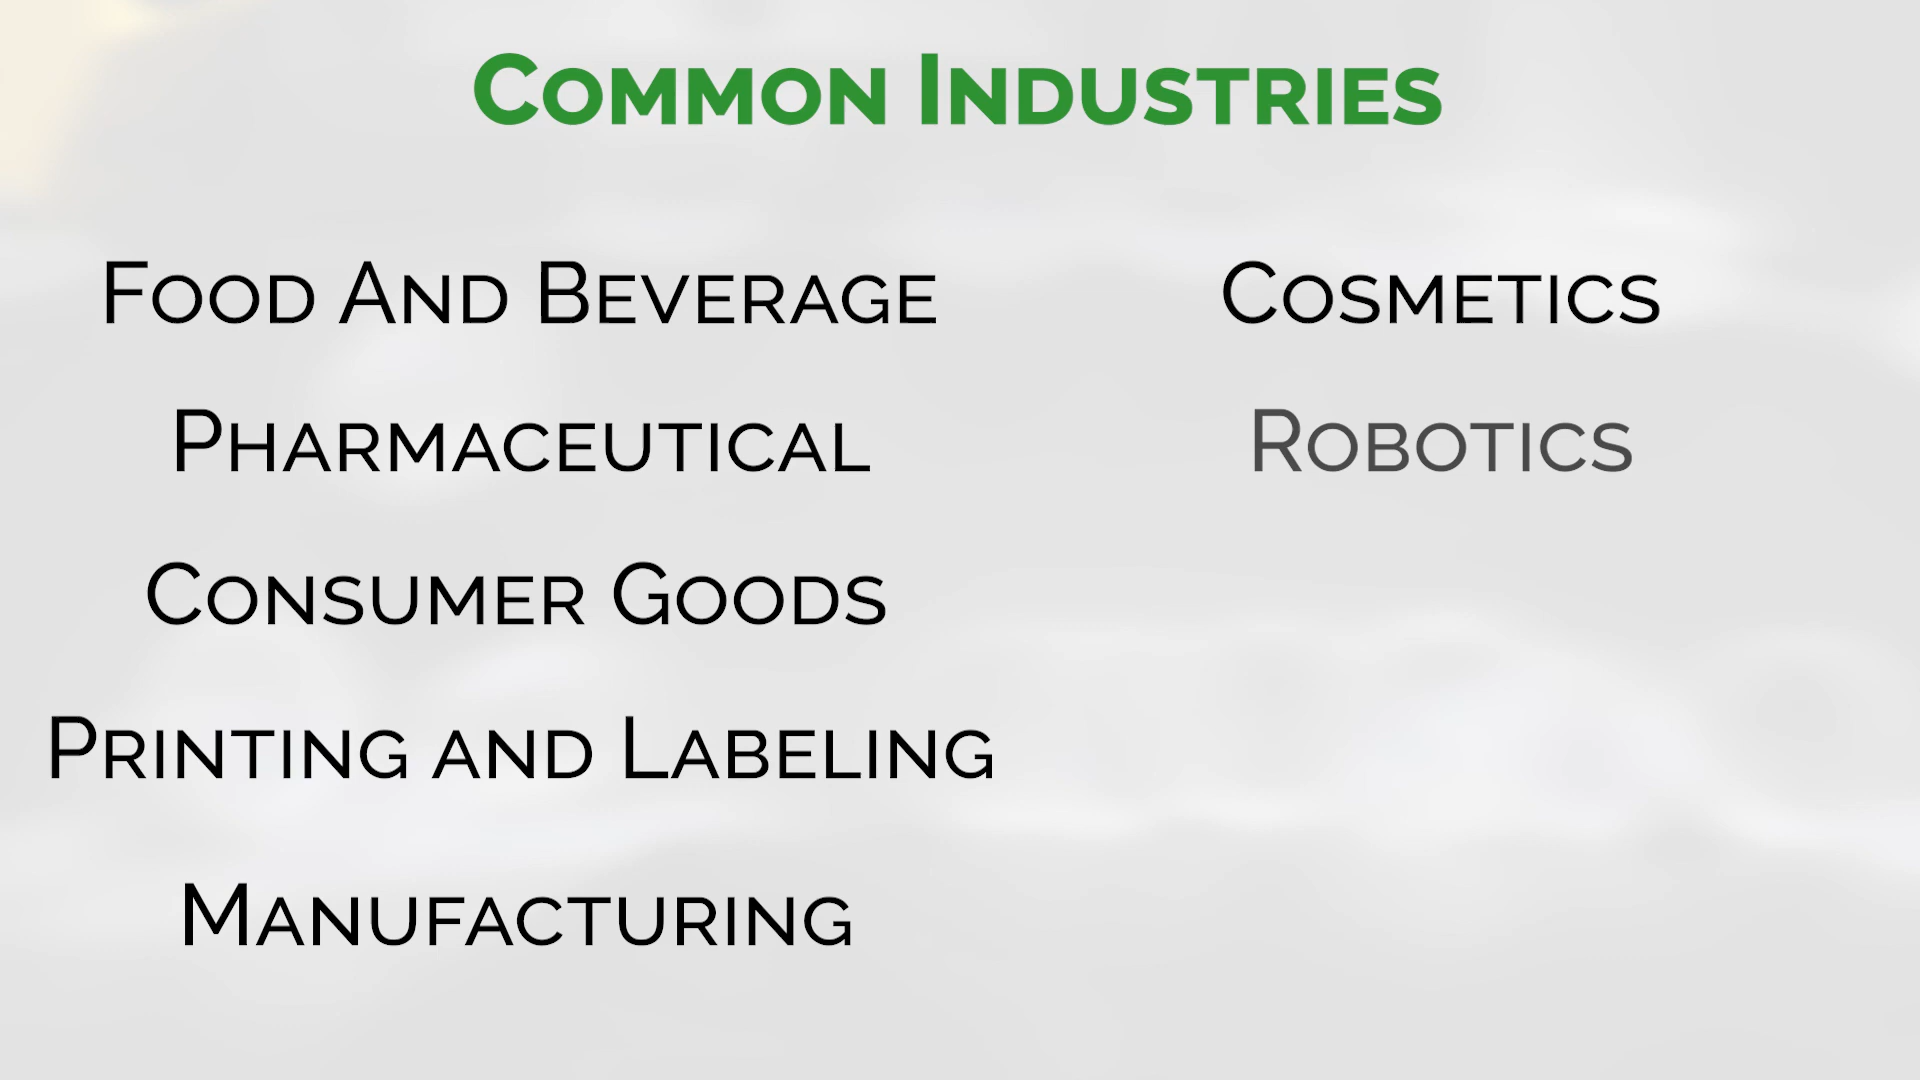 Common Industries
Food And Beverage
Pharmaceutical
Consumer Goods
Printing and Labeling
Manufacturing
Cosmetics
Robotics